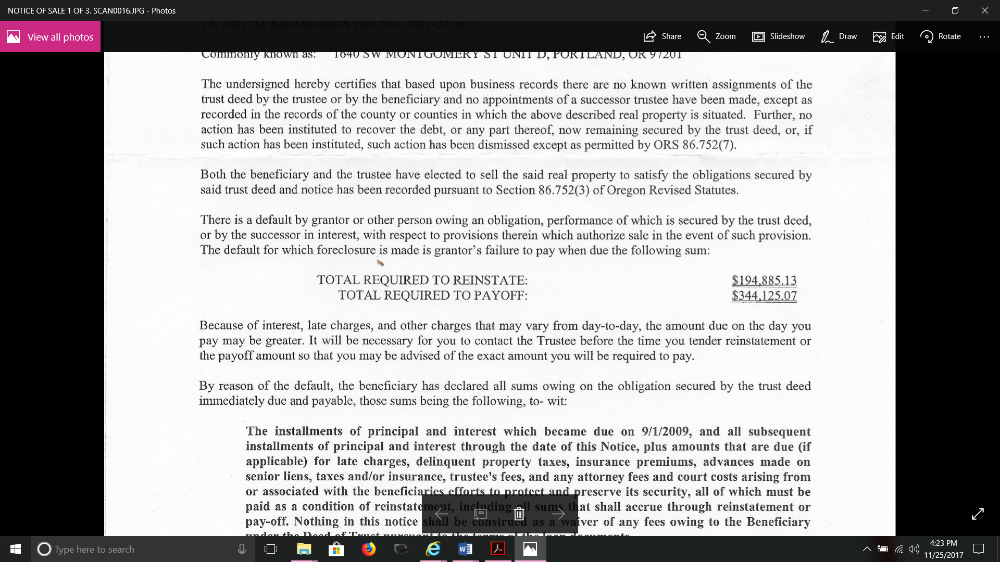 NOTICE OF SALE 1 OF 3. SCAN0016.JPG - Photos
18, 2001 AS RECORDER'S FEE NO. 2001-073663.
View all photos
Share Zoom Slideshow Draw Edit Rotate
Commonly known as: 1640 SW MONTGOMERY ST UNIT D, PORTLAND, OR 97201
The undersigned hereby certifies that based upon business records there are no known written assignments of the
trust deed by the trustee or by the beneficiary and no appointments of a successor trustee have been made, except as
recorded in the records of the county or counties in which the above described real property is situated. Further, no
action has been instituted to recover the debt, or any part thereof, now remaining secured by the trust deed, or, if
such action has been instituted, such action has been dismissed except as permitted by ORS 86.752(7).
Both the beneficiary and the trustee have elected to sell the said real property to satisfy the obligations secured by
said trust deed and notice has been recorded pursuant to Section 86.752(3) of Oregon Revised Statutes.
There is a default by grantor or other person owing an obligation, performance of which is secured by the trust deed,
or by the successor in interest, with respect to provisions therein which authorize sale in the event of such provision.
The default for which foreclosure is made is grantor's failure to pay when due the following sum:
TOTAL REQUIRED TO REINSTATE: $194,885.13
TOTAL REQUIRED TO PAYOFF: $344,125.07
Because of interest, late charges, and other charges that may vary from day-to-day, the amount due on the day you
pay may be greater. It will be necessary for you to contact the Trustee before the time you tender reinstatement or
the payoff amount so that you may be advised of the exact amount you will be required to pay.
By reason of the default, the beneficiary has declared all sums owing on the obligation secured by the trust deed
immediately due and payable, those sums being the following, to- wit:
The installments of principal and interest which became due on 9/1/2009, and all subsequent
installments of principal and interest through the date of this Notice, plus amounts that are due (if
applicable) for late charges, delinquent property taxes, insurance premiums, advances made on
senior liens, taxes and/or insurance, trustee's fees, and any attorney fees and court costs arising from
or associated with the beneficiaries efforts to protect and preserve its security, all of which must be
paid as a condition of reinstatement, including all sums that shall accrue through reinstatement or
pay-off. Nothing in this notice shall be construed as a waiver of any fees owing to the Beneficiary
under the Deed of Trust pursuant to the terms of the loan documents.
Type here to search
4:23 PM
11/25/2017